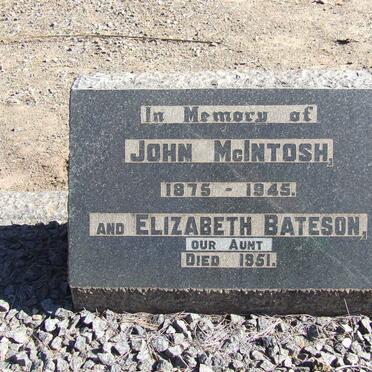 In Memory of
JOHN McINTOSH,
1875 - 1945.
AND ELIZABETH BATESON,
OUR AUNT
DIED 1951.